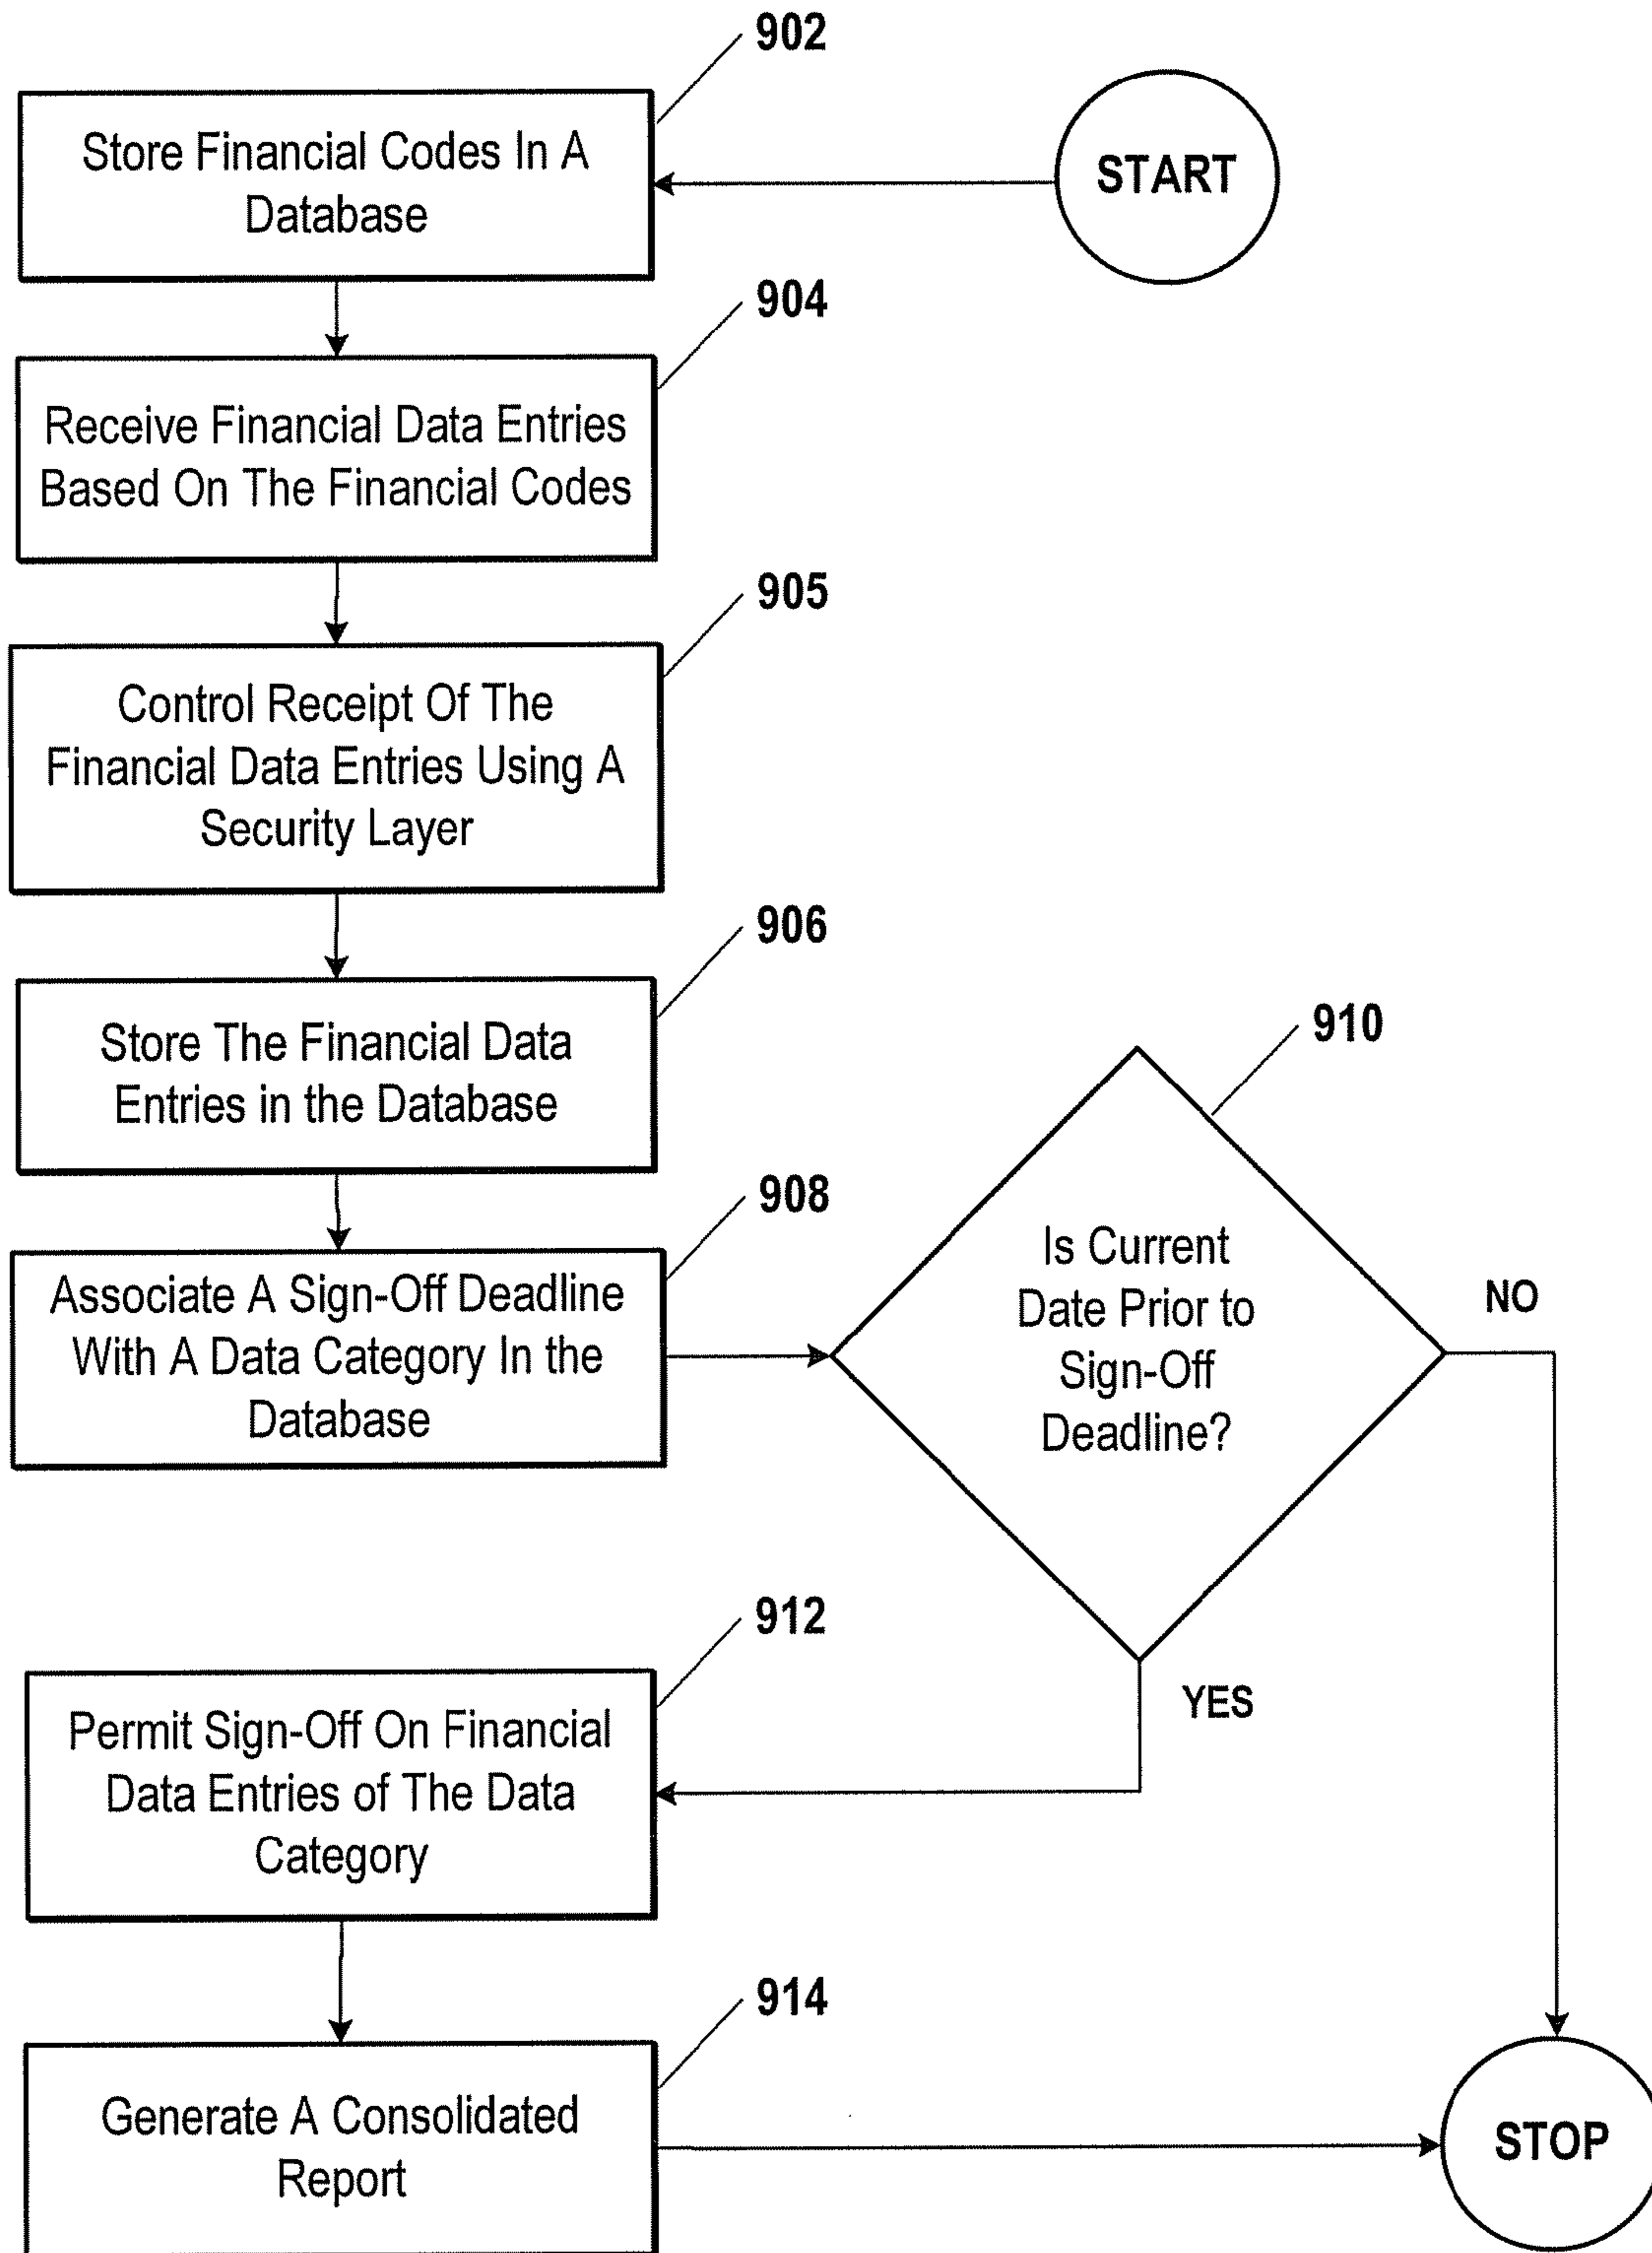 902
Store Financial Codes In A
Database
START
904
Receive Financial Data Entries
Based On The Financial Codes
905
Control Receipt Of The
Financial Data Entries Using A
Security Layer
906
Store The Financial Data
Entries in the Database
908
Associate A Sign-Off Deadline
With A Data Category In the
Database
910
Is Current
Date Prior to
Sign-Off
Deadline?
NO
YES
912
Permit Sign-Off On Financial
Data Entries of The Data
Category
914
Generate A Consolidated
Report
STOP